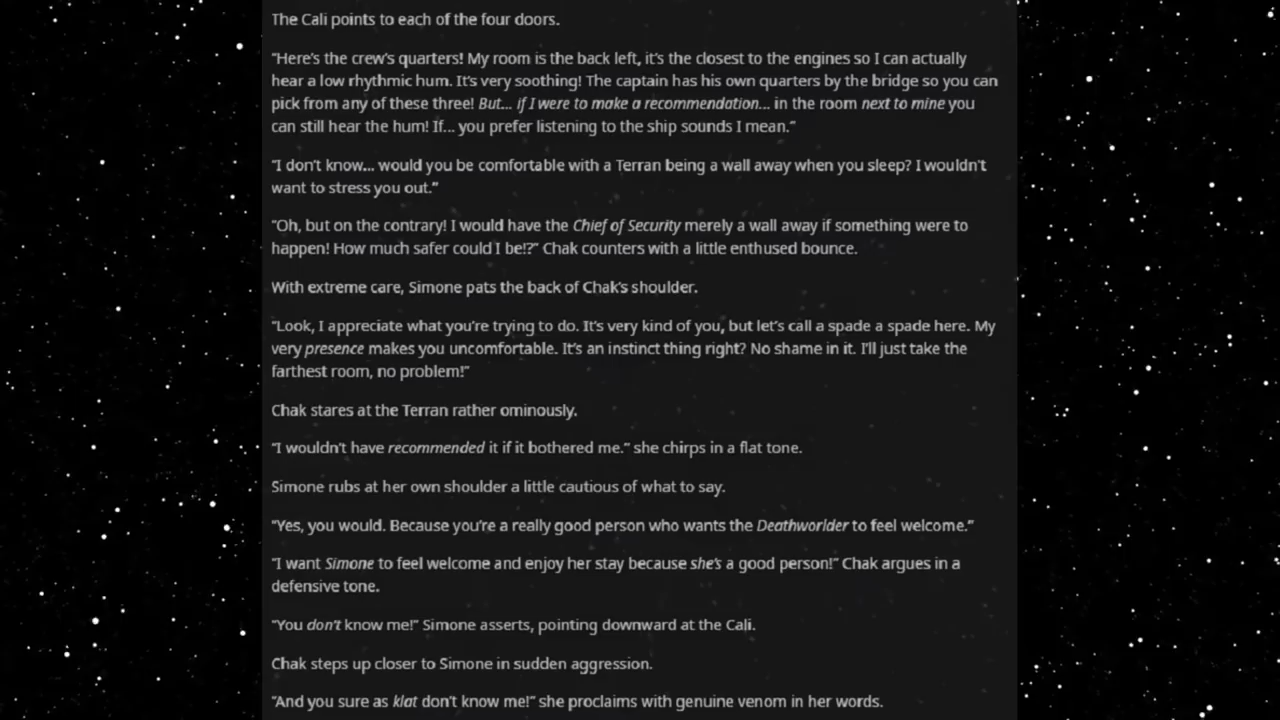 The Cali points to each of the four doors.
“Here’s the crew’s quarters! My room is the back left, it’s the closest to the engines so I can actually
hear a low rhythmic hum. It’s very soothing! The captain has his own quarters by the bridge so you can
pick from any of these three! But... if I were to make a recommendation... in the room next to mine you
can still hear the hum! If... you prefer listening to the ship sounds I mean.”
“I don’t know... would you be comfortable with a Terran being a wall away when you sleep? I wouldn’t
want to stress you out.”
“Oh, but on the contrary! I would have the Chief of Security merely a wall away if something were to
happen! How much safer could I be!?” Chak counters with a little enthused bounce.
With extreme care, Simone pats the back of Chak’s shoulder.
“Look, I appreciate what you’re trying to do. It’s very kind of you, but let’s call a spade a spade here. My
very presence makes you uncomfortable. It’s an instinct thing right? No shame in it. I’ll just take the
farthest room, no problem!”
Chak stares at the Terran rather ominously.
“I wouldn’t have recommended it if it bothered me.” she chirps in a flat tone.
Simone rubs at her own shoulder a little cautious of what to say.
“Yes, you would. Because you’re a really good person who wants the Deathworlder to feel welcome.”
“I want Simone to feel welcome and enjoy her stay because she’s a good person!” Chak argues in a
defensive tone.
“You don’t know me!” Simone asserts, pointing downward at the Cali.
Chak steps up closer to Simone in sudden aggression.
“And you sure as klat don’t know me!” she proclaims with genuine venom in her words.